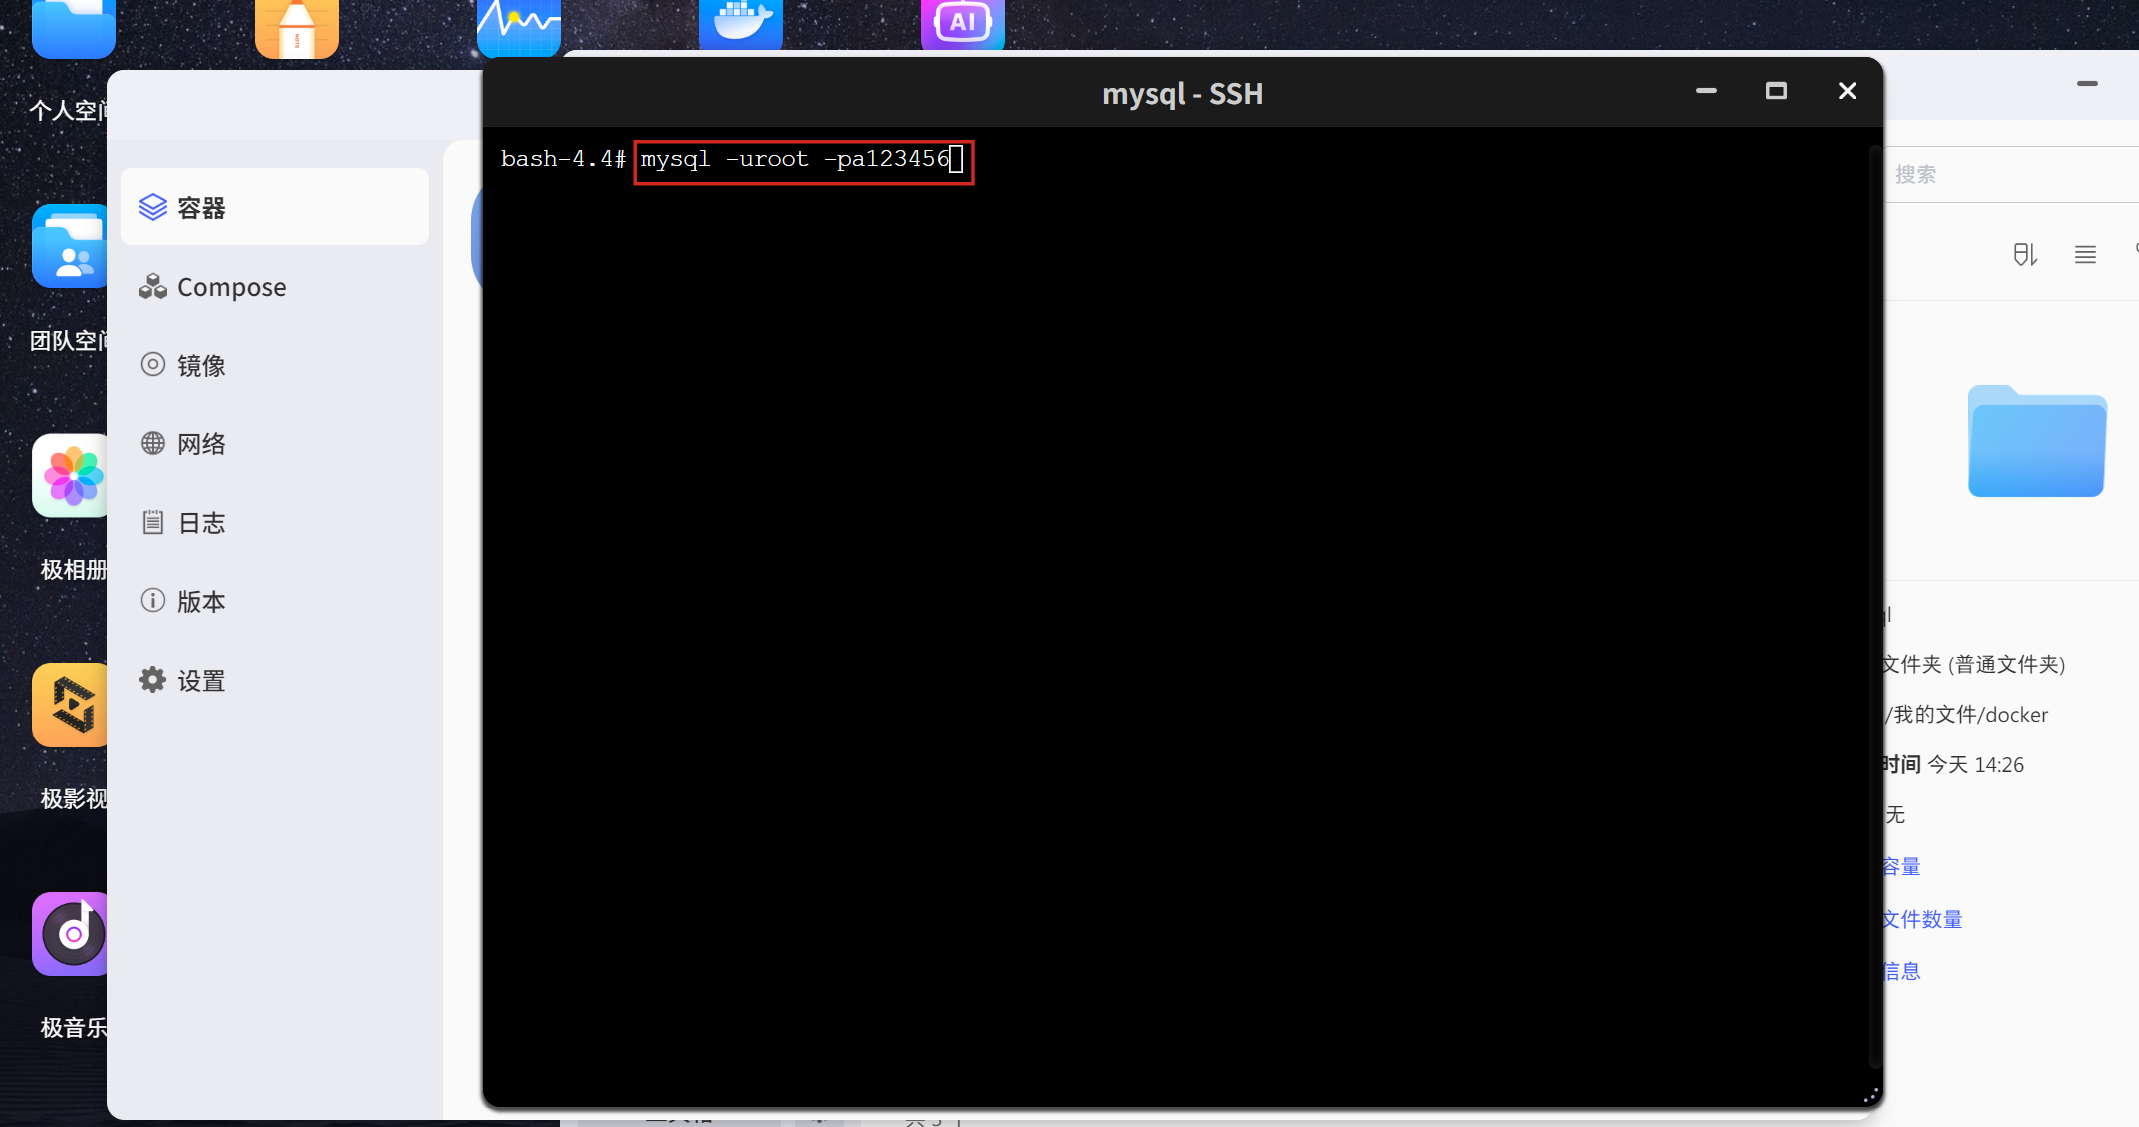 AI
个人空间
mysql - SSH
bash-4.4# mysql -uroot -pa123456
搜索
容器
Compose
团队空间
镜像
网络
日志
极相册
版本
文件夹 (普通文件夹)
设置
/我的文件/docker
时间 今天 14:26
极影视
无
容量
文件数量
信息
极音乐